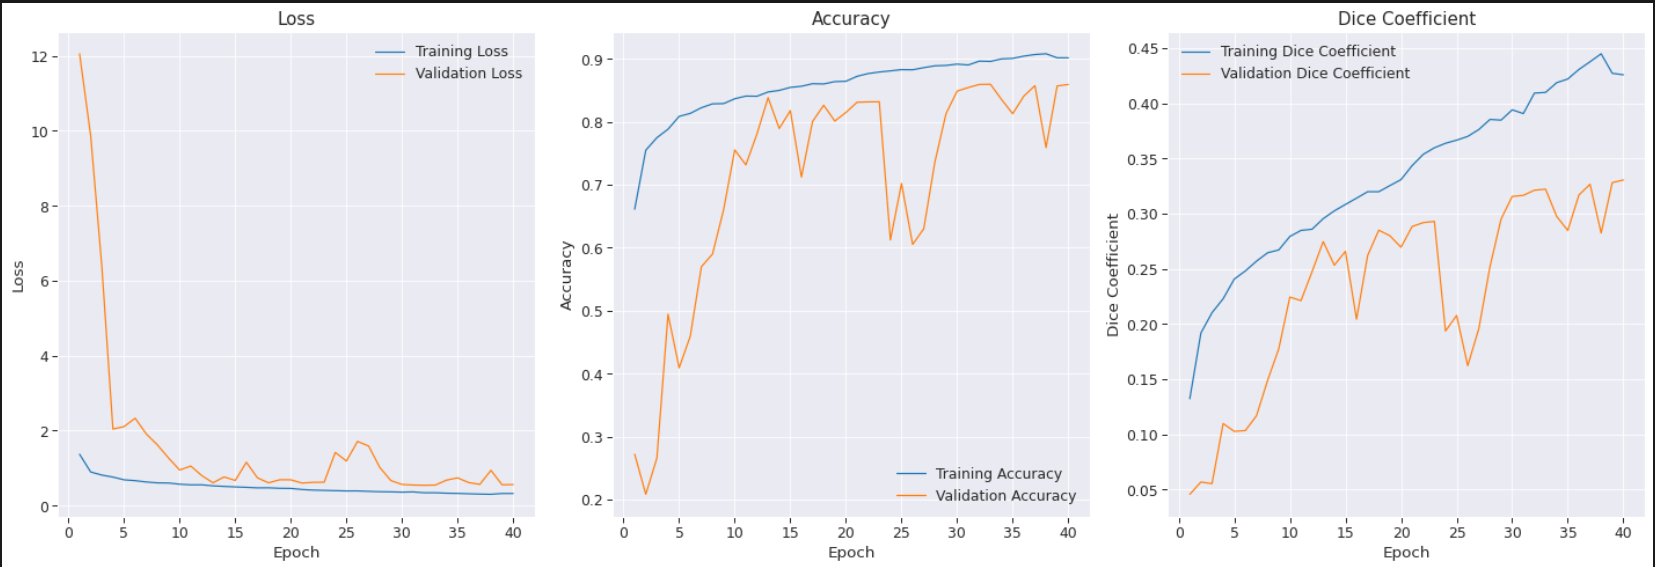 Loss
Training Loss
Validation Loss
12
10
8
6
4
2
0
Loss
0 5 10 15 20 25 30 35 40
Epoch
Accuracy
0.9
0.8
0.7
0.6
0.5
0.4
0.3
0.2
Accuracy
Training Accuracy
Validation Accuracy
0 5 10 15 20 25 30 35 40
Epoch
Dice Coefficient
Training Dice Coefficient
Validation Dice Coefficient
0.45
0.40
0.35
0.30
0.25
0.20
0.15
0.10
0.05
Dice Coefficient
0 5 10 15 20 25 30 35 40
Epoch